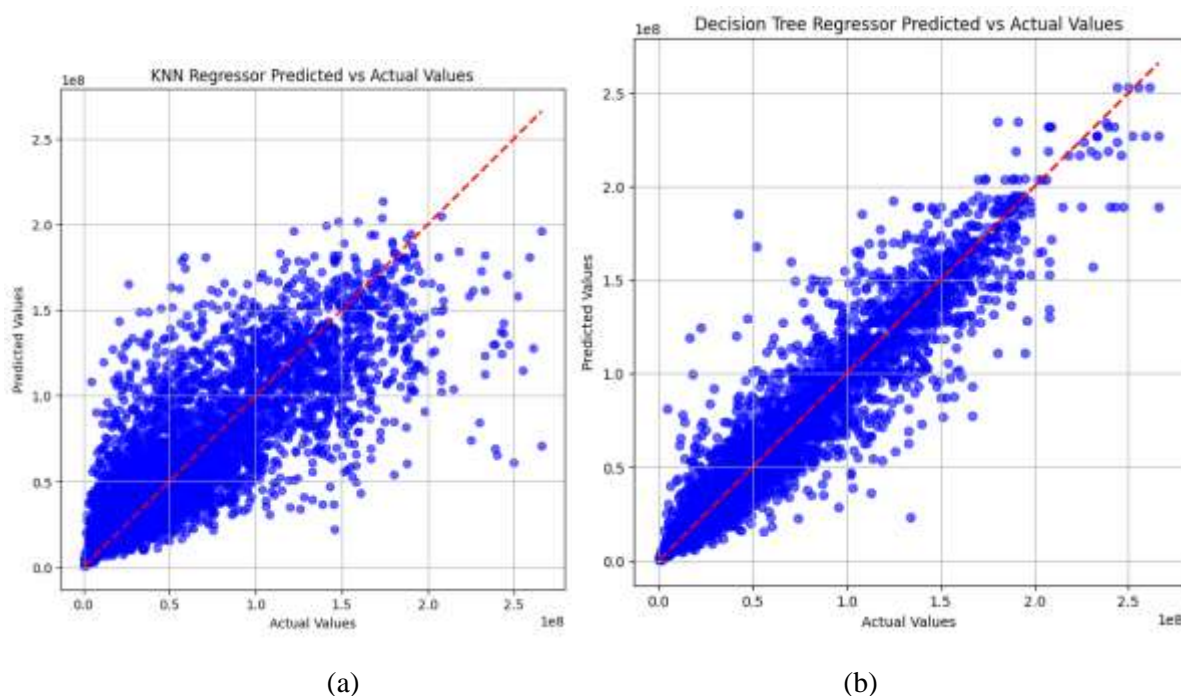 KNN Regressor Predicted vs Actual Values
1e8
2.5
2.0
1.5
1.0
0.5
0.0
Predicted Values
0.0 0.5 1.0 1.5 2.0 2.5
Actual Values
1e8
(a)
Decision Tree Regressor Predicted vs Actual Values
1e8
2.5
2.0
1.5
1.0
0.5
0.0
Predicted Values
0.0 0.5 1.0 1.5 2.0 2.5
Actual Values
1e8
(b)